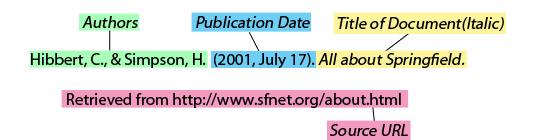 Authors Publication Date Title of Document(Italic)
Hibbert, C., & Simpson, H. (2001, July 17). All about Springfield.
Retrieved from http://www.sfnet.org/about.html
Source URL